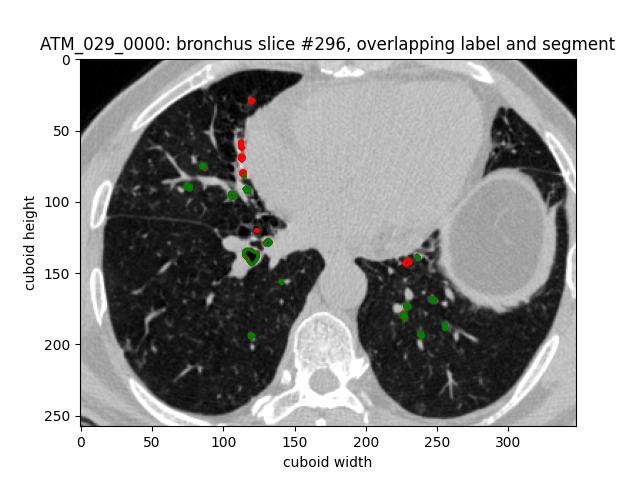 ATM_029_0000: bronchus slice #296, overlapping label and segment
0
50
100
150
200
250
cuboid height
0 50 100 150 200 250 300
cuboid width